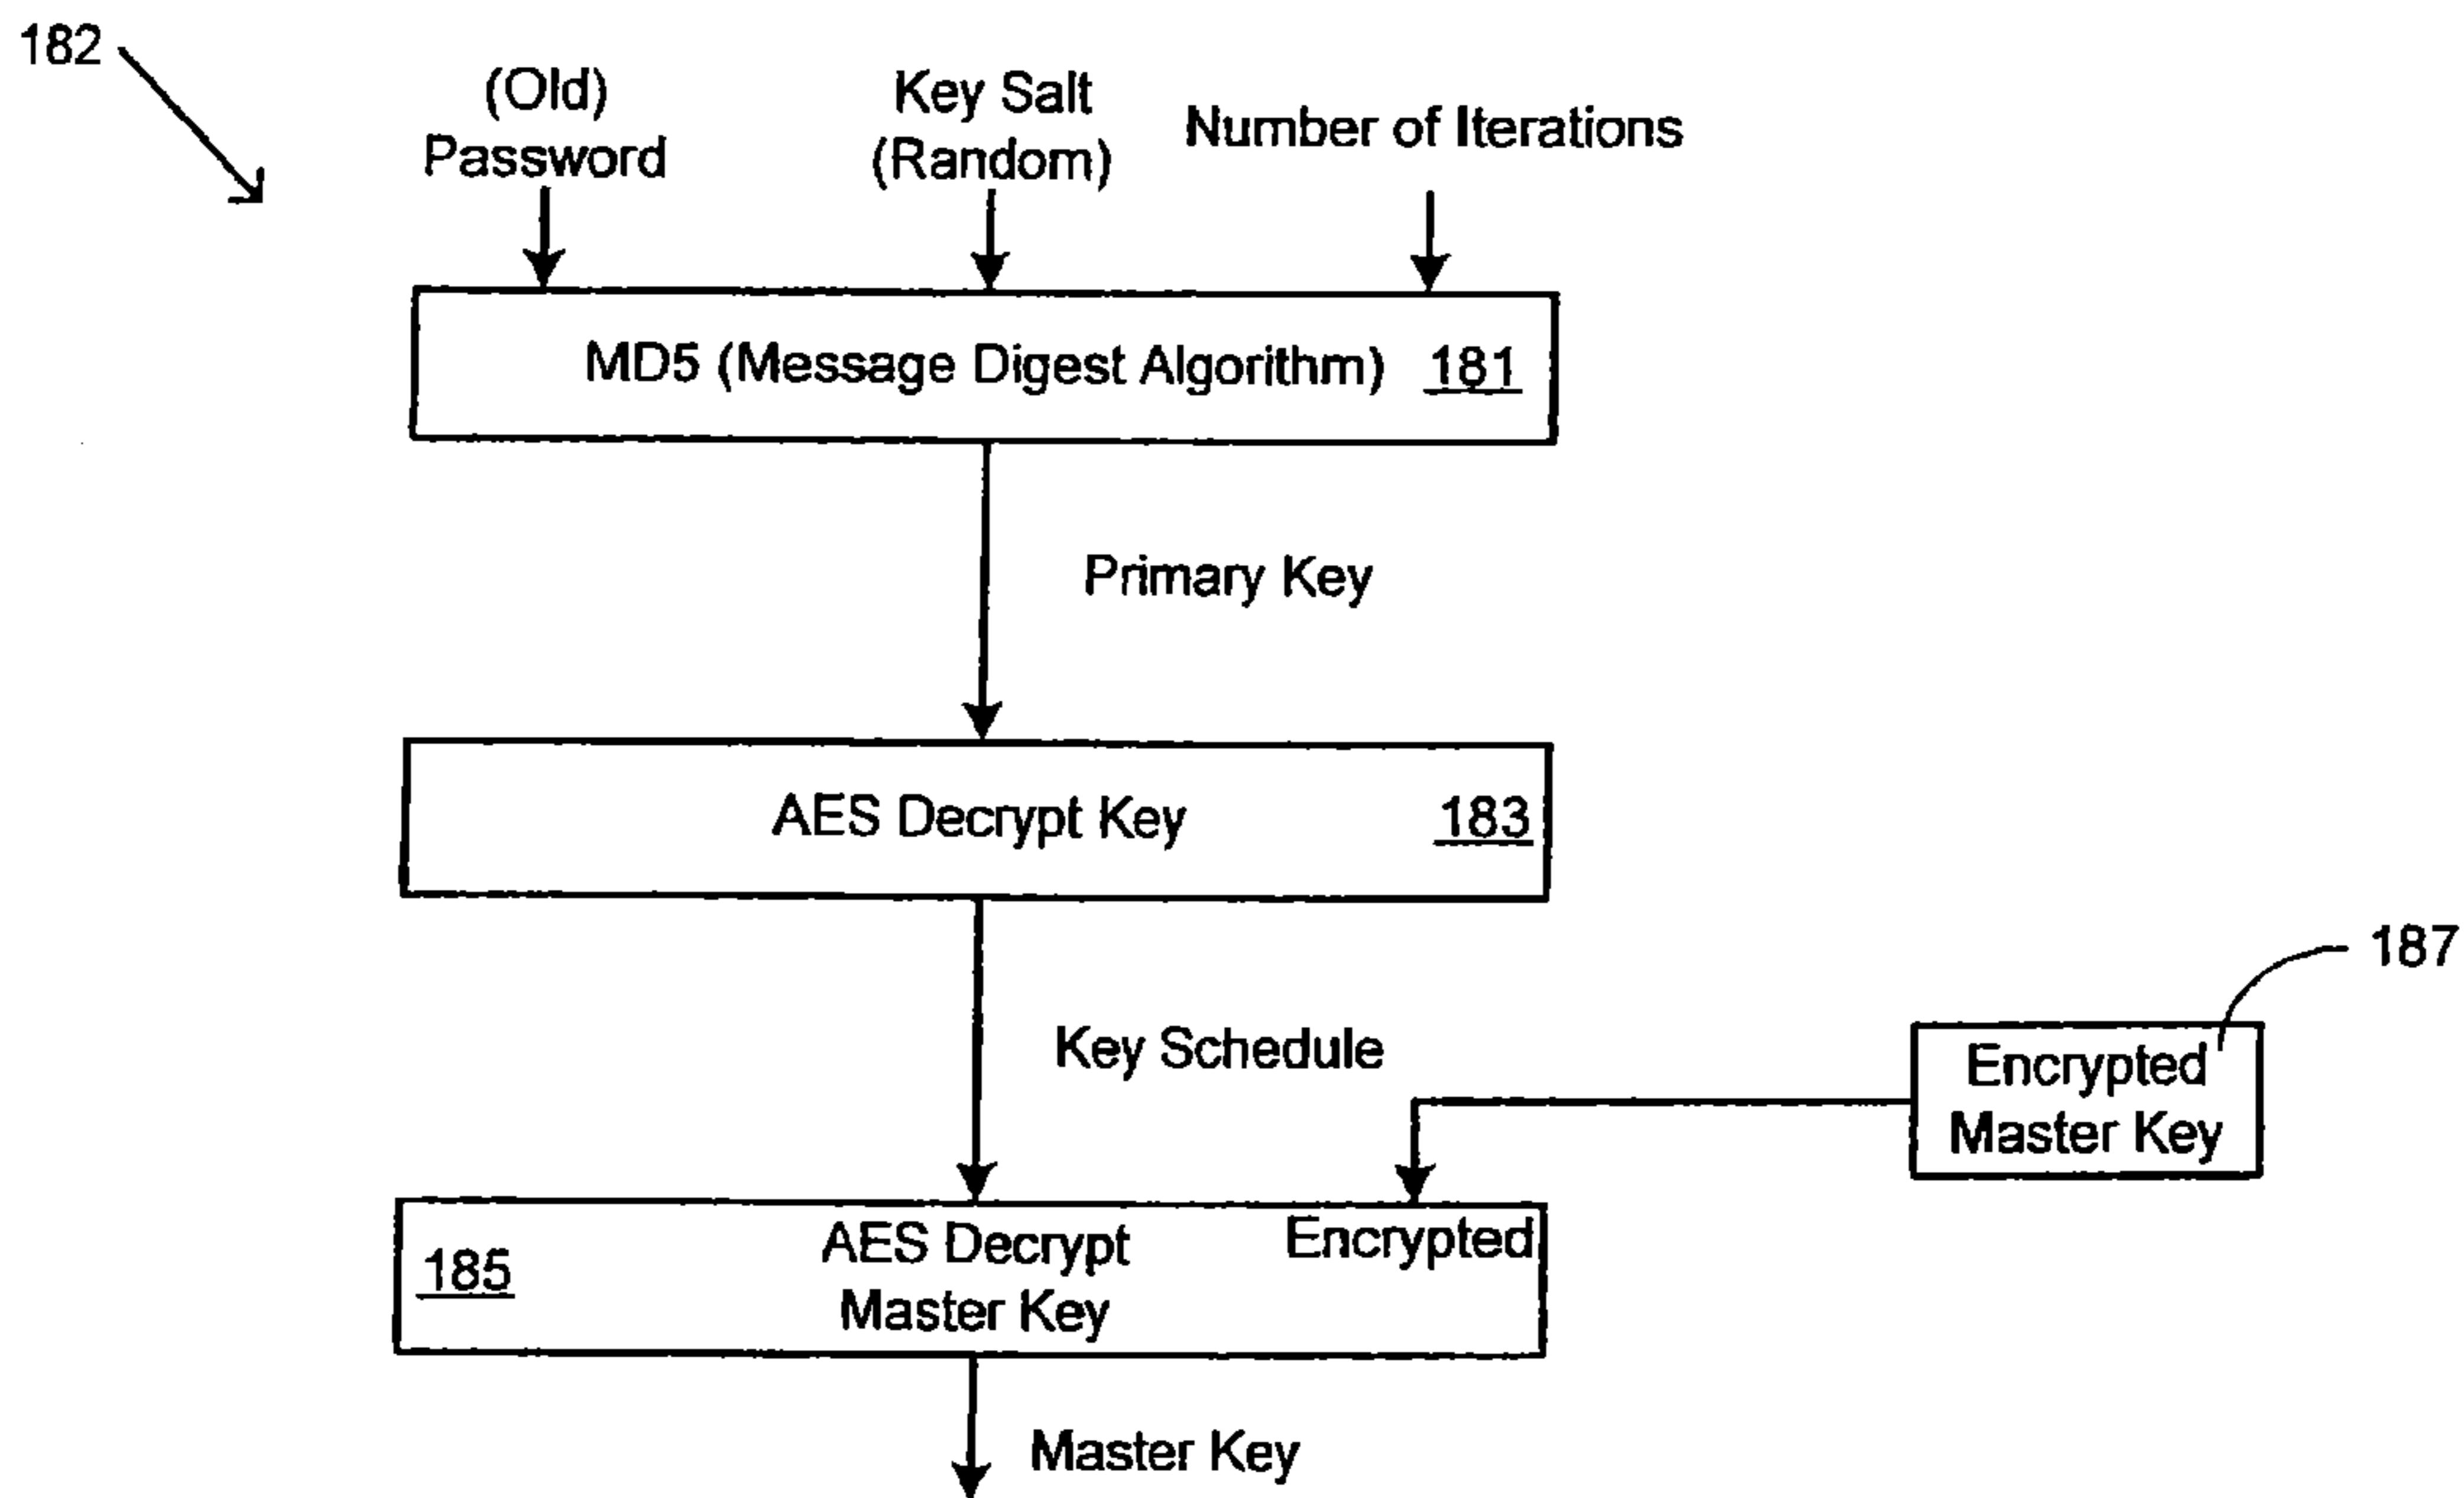 182
(Old)
Password
Key Salt
(Random)
Number of Iterations
MD5 (Message Digest Algorithm) 181
Primary Key
AES Decrypt Key 183
Key Schedule
187
Encrypted
Master Key
185
AES Decrypt
Master Key
Encrypted
Master Key